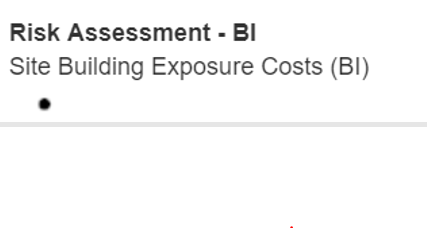 Risk Assessment - BI
Site Building Exposure Costs (BI)